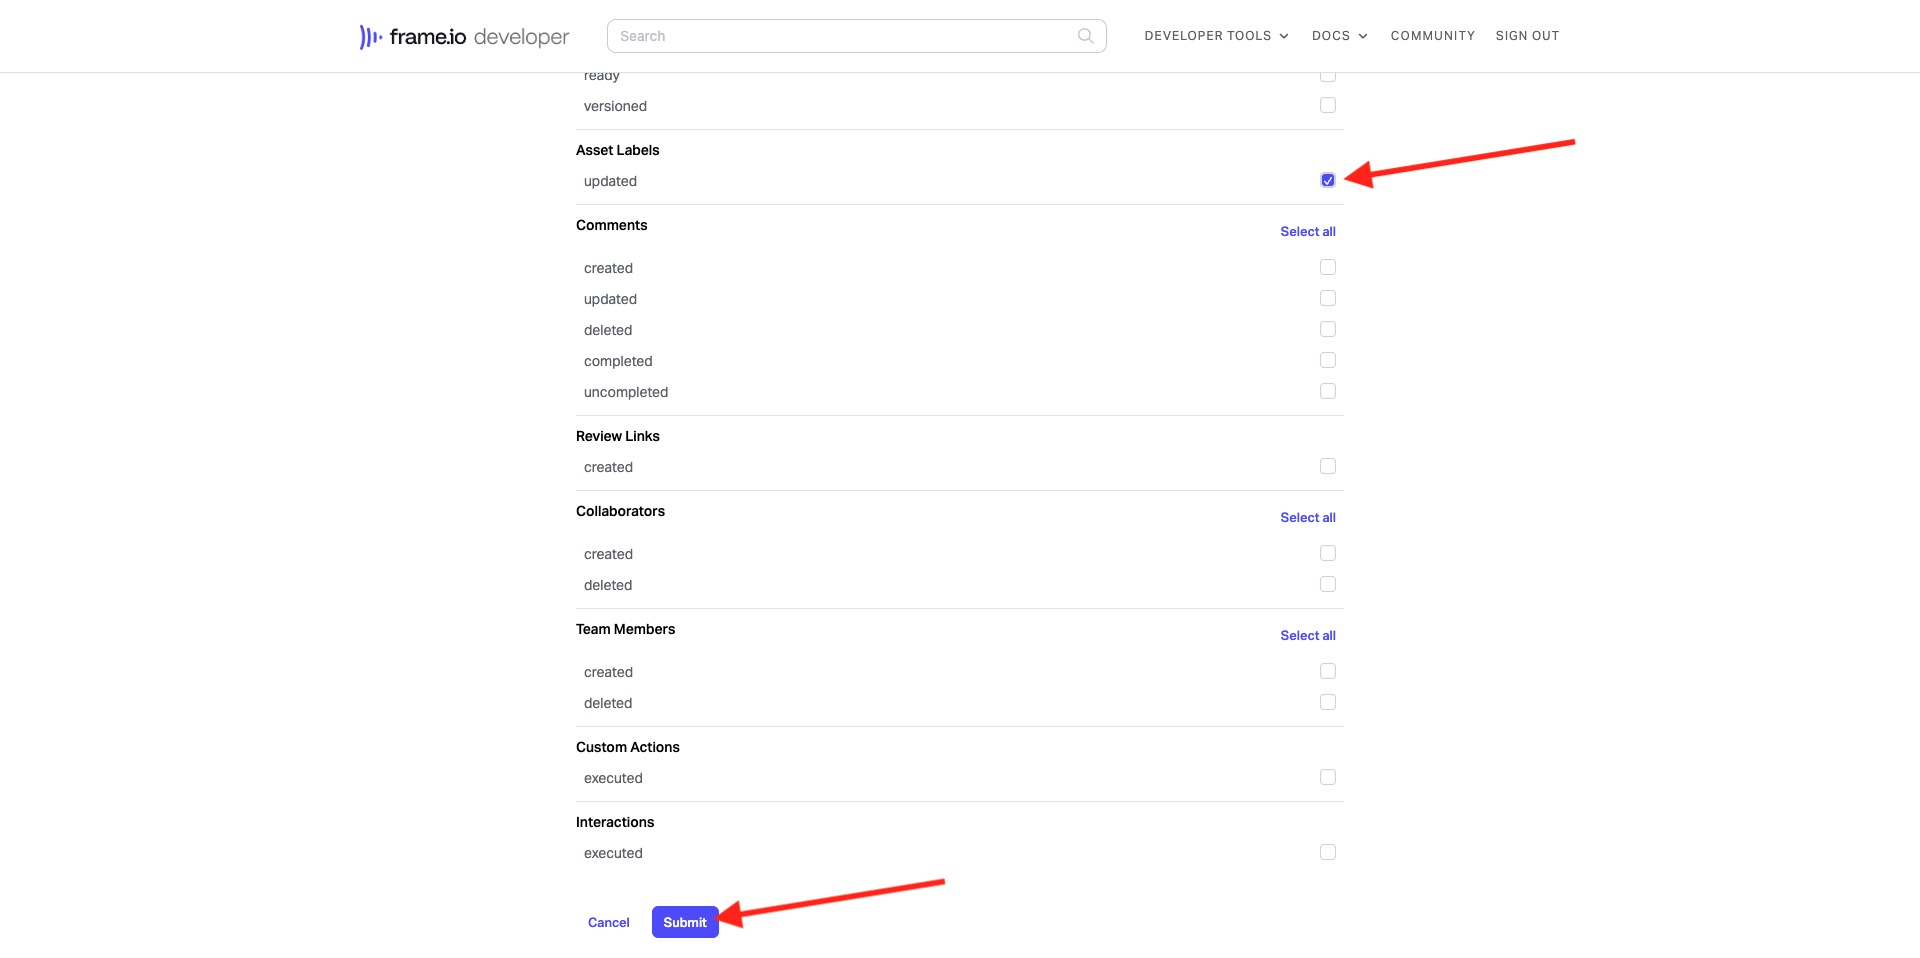 frame.io developer
Search
DEVELOPER TOOLS
DOCS
COMMUNITY
SIGN OUT
ready
versioned
Asset Labels
updated
Comments
Select all
created
updated
deleted
completed
uncompleted
Review Links
created
Collaborators
Select all
created
deleted
Team Members
Select all
created
deleted
Custom Actions
executed
Interactions
executed
Cancel
Submit